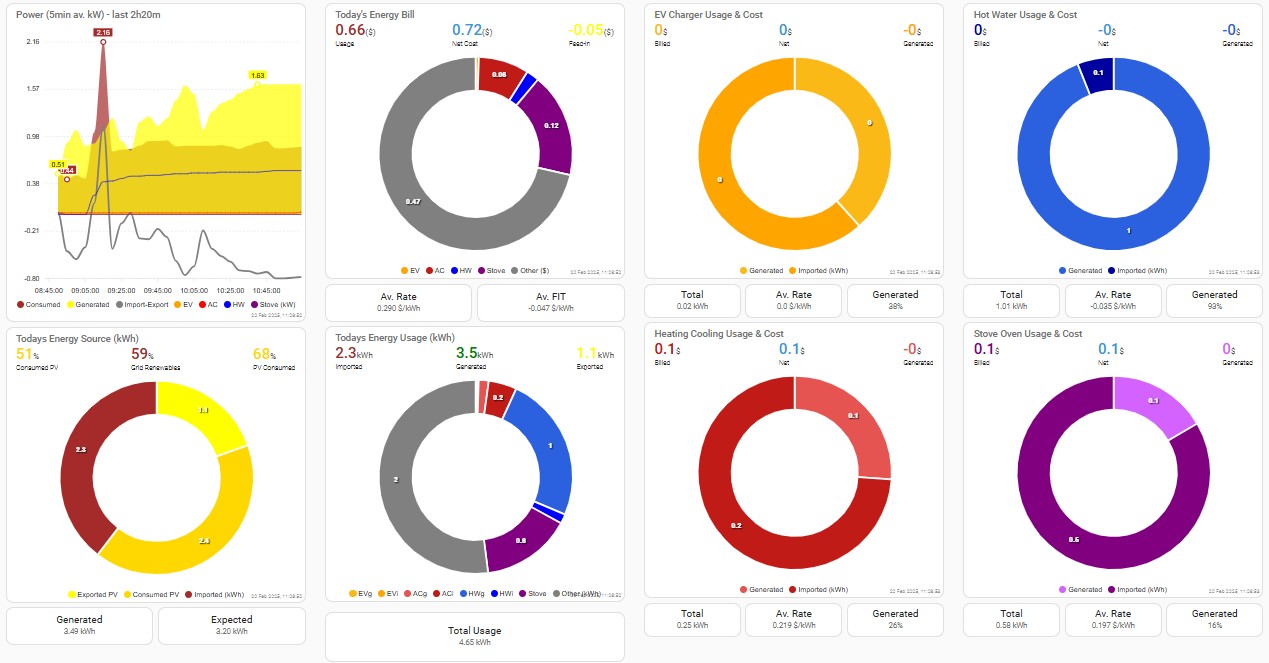 Power (5min av. kW) - last 2h20m
2.16
2.16
1.57
0.98
0.38
-0.21
-0.80
1.63
0.51
08:45:00 09:05:00 09:25:00 09:45:00 10:05:00 10:25:00 10:45:00
Consumed Generated Import-Export EV AC HW Stove (kW)
Today's Energy Bill
0.66($) 0.72($) -0.05($)
Usage Net Cost Feed-In
0.12
0.47
EV AC HW Stove Other ($)
Av. Rate
0.290 $/kWh
Av. FIT
-0.047 $/kWh
EV Charger Usage & Cost
0$ 0$ -0$
Billed Net Generated
0
0
Generated Imported (kWh)
Total
0.02 kWh
Av. Rate
0.0 $/kWh
Generated
38%
Hot Water Usage & Cost
0$ -0$ -0$
Billed Net Generated
0.1
1
Generated Imported (kWh)
Total
1.01 kWh
Av. Rate
-0.035 $/kWh
Generated
93%
Todays Energy Source (kWh)
51% 59% 68%
Consumed PV Grid Renewables PV Consumed
1.1
2.3
2.4
Exported PV Consumed PV Imported (kWh)
Generated
3.49 kWh
Expected
3.20 kWh
Todays Energy Usage (kWh)
2.3kWh 3.5kWh 1.1kWh
Imported Generated Exported
0.2
1
2
0.6
EVg EVi ACg ACi HWg HWi Stove Other (kWh)
Total Usage
4.65 kWh
Heating Cooling Usage & Cost
0.1$ 0.1$ -0$
Billed Net Generated
0.1
0.2
Generated Imported (kWh)
Total
0.25 kWh
Av. Rate
0.219 $/kWh
Generated
26%
Stove Oven Usage & Cost
0.1$ 0.1$ 0$
Billed Net Generated
0.1
0.5
Generated Imported (kWh)
Total
0.58 kWh
Av. Rate
0.197 $/kWh
Generated
16%